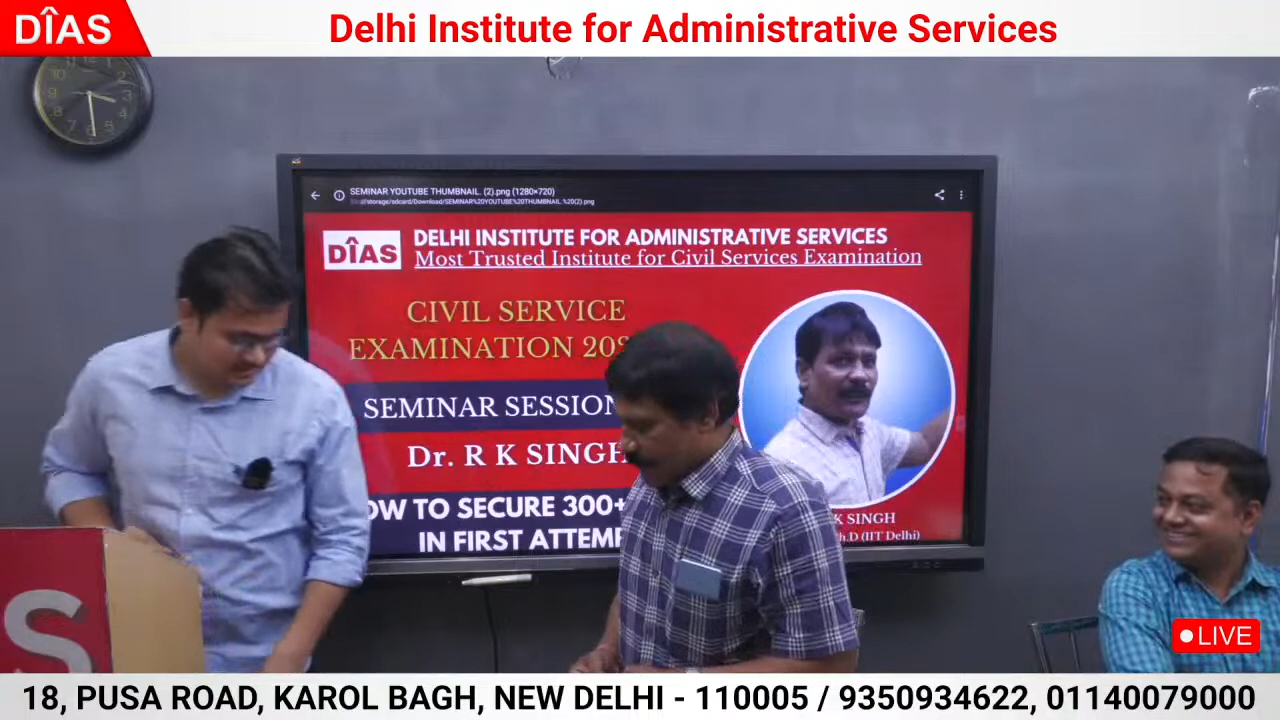 DÎAS
Delhi Institute for Administrative Services
SEMINAR YOUTUBE THUMBNAIL. (2).png (1280×720)
DÎAS
DELHI INSTITUTE FOR ADMINISTRATIVE SERVICES
Most Trusted Institute for Civil Services Examination
CIVIL SERVICE
EXAMINATION 202
SEMINAR SESSION
Dr. R K SINGH
OW TO SECURE 300+
IN FIRST ATTEMP
K SINGH
h.D (IIT Delhi)
S
LIVE
18, PUSA ROAD, KAROL BAGH, NEW DELHI - 110005 / 9350934622, 01140079000